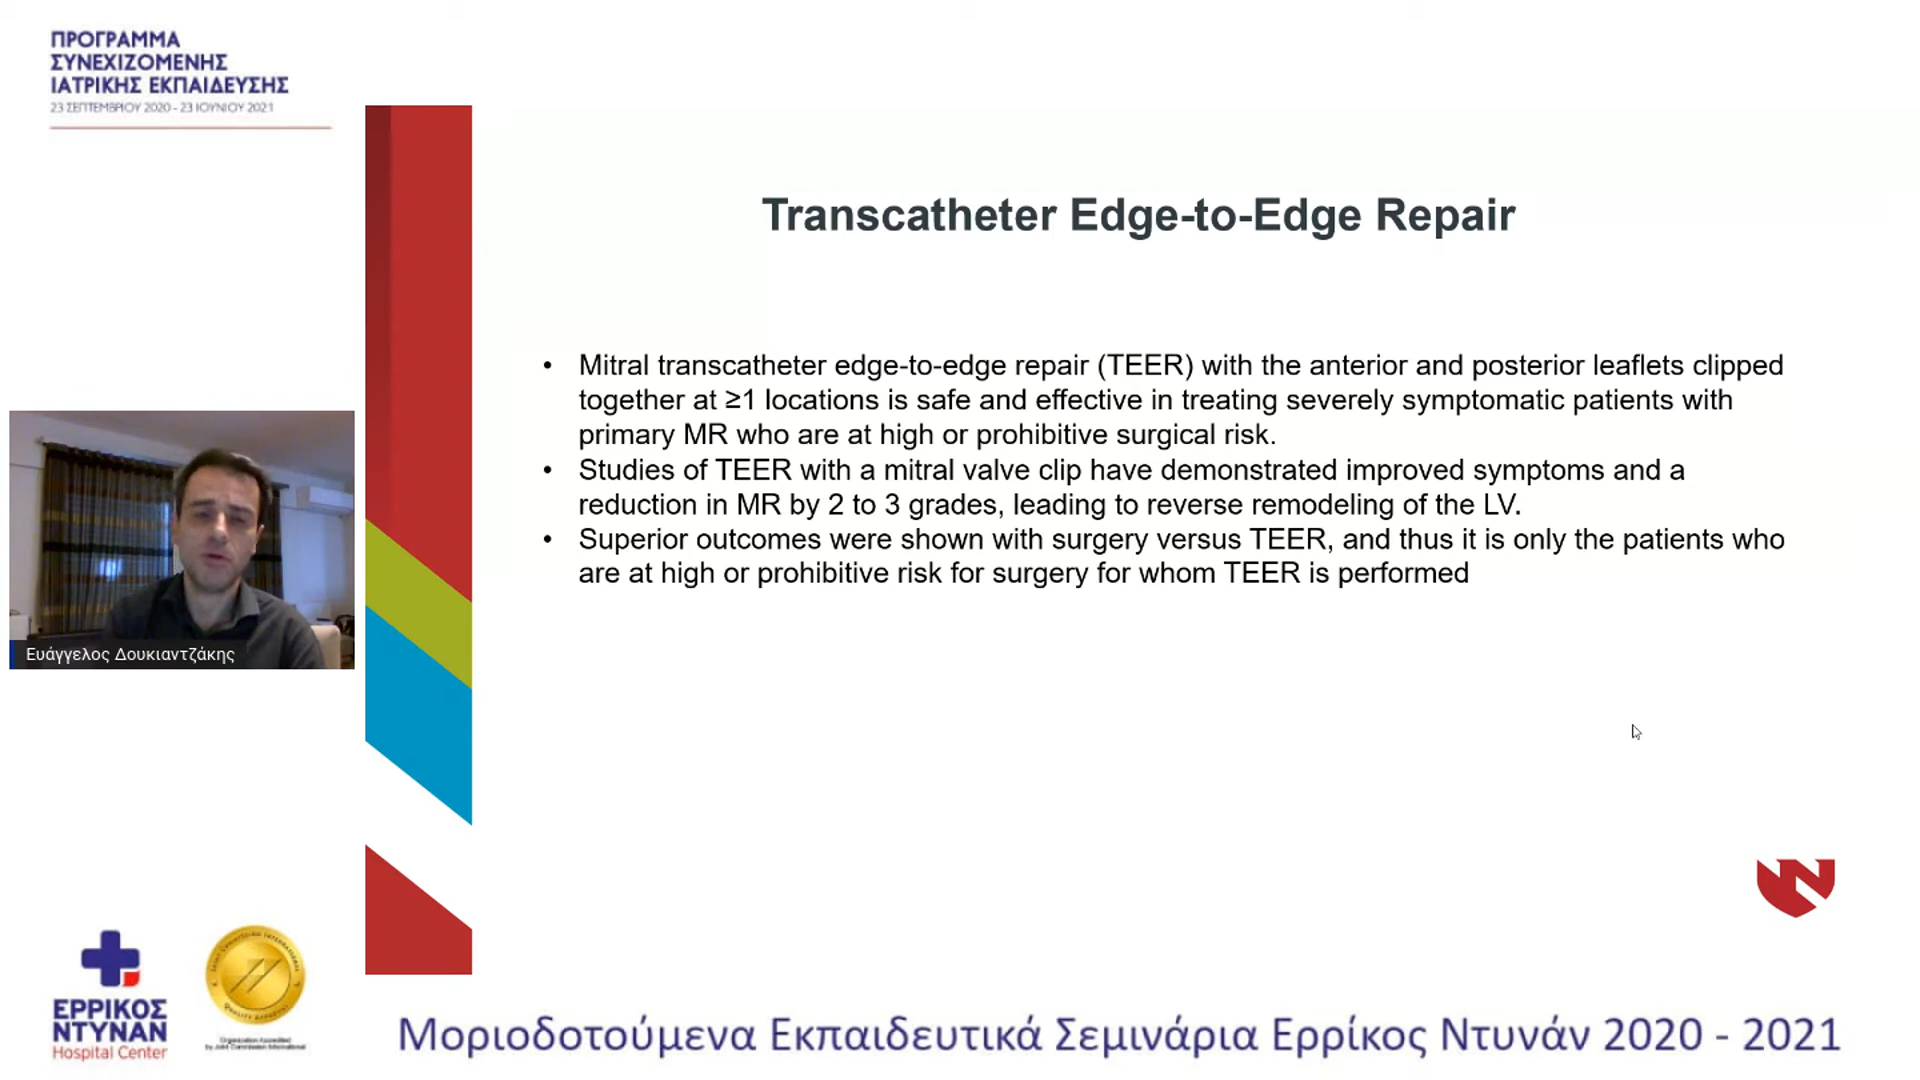 ΠΡΟΓΡΑΜΜΑ
ΣΥΝΕΧΙΖΟΜΕΝΗΣ
ΙΑΤΡΙΚΗΣ ΕΚΠΑΙΔΕΥΣΗΣ
23 ΣΕΠΤΕΜΒΡΙΟΥ 2020 - 23 ΙΟΥΝΙΟΥ 2021
Transcatheter Edge-to-Edge Repair
• Mitral transcatheter edge-to-edge repair (TEER) with the anterior and posterior leaflets clipped
together at ≥1 locations is safe and effective in treating severely symptomatic patients with
primary MR who are at high or prohibitive surgical risk.
• Studies of TEER with a mitral valve clip have demonstrated improved symptoms and a
reduction in MR by 2 to 3 grades, leading to reverse remodeling of the LV.
• Superior outcomes were shown with surgery versus TEER, and thus it is only the patients who
are at high or prohibitive risk for surgery for whom TEER is performed
Ευάγγελος Δουκιαντζάκης
ΕΡΡΙΚΟΣ
ΝΤΥΝΑΝ
Hospital Center
Organization Accredited
by Joint Commission International
Μοριοδοτούμενα Εκπαιδευτικά Σεμινάρια Ερρίκος Ντυνάν 2020 - 2021